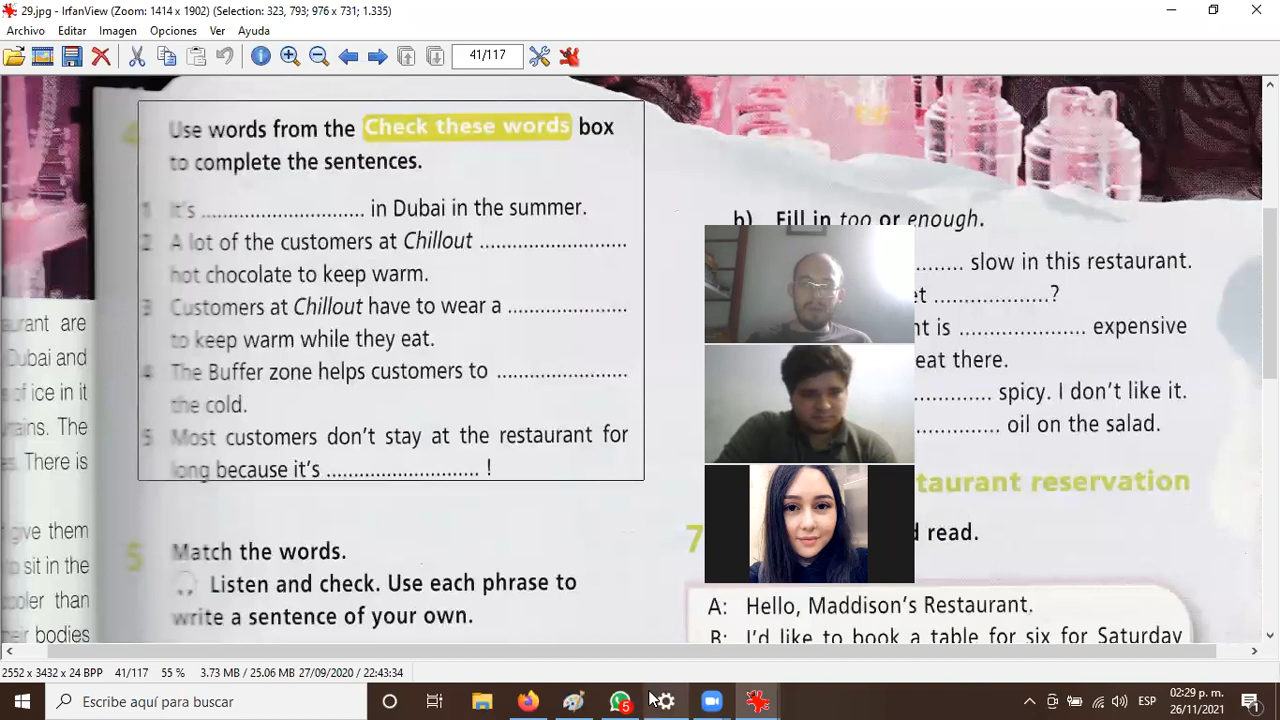 29.jpg - IrfanView (Zoom: 1414 x 1902) (Selection: 323, 793; 976 x 731; 1.335)
Archivo Editar Imagen Opciones Ver Ayuda
41/117
4
Use words from the Check these words box
to complete the sentences.
1 It's ............................... in Dubai in the summer.
2 A lot of the customers at Chillout ...........................
hot chocolate to keep warm.
3 Customers at Chillout have to wear a ......................
to keep warm while they eat.
4 The Buffer zone helps customers to ........................
the cold.
5 Most customers don't stay at the restaurant for
long because it's ............................ !
5 Match the words.
Listen and check. Use each phrase to
write a sentence of your own.
aurant are
Dubai and
s of ice in it
The
There is
give them
to sit in the
ooler than
bodies
b) Fill in too or enough.
........ slow in this restaurant.
.....................?
is ....................... expensive
eat there.
.............. spicy. I don't like it.
............... oil on the salad.
taurant reservation
7 read.
A: Hello, Maddison's Restaurant.
B: I'd like to book a table for six for Saturday
2552 x 3432 x 24 BPP 41/117 55 % 3.73 MB / 25.06 MB 27/09/2020 / 22:43:34
Escribe aquí para buscar
5
ESP
02:29 p. m.
26/11/2021
1